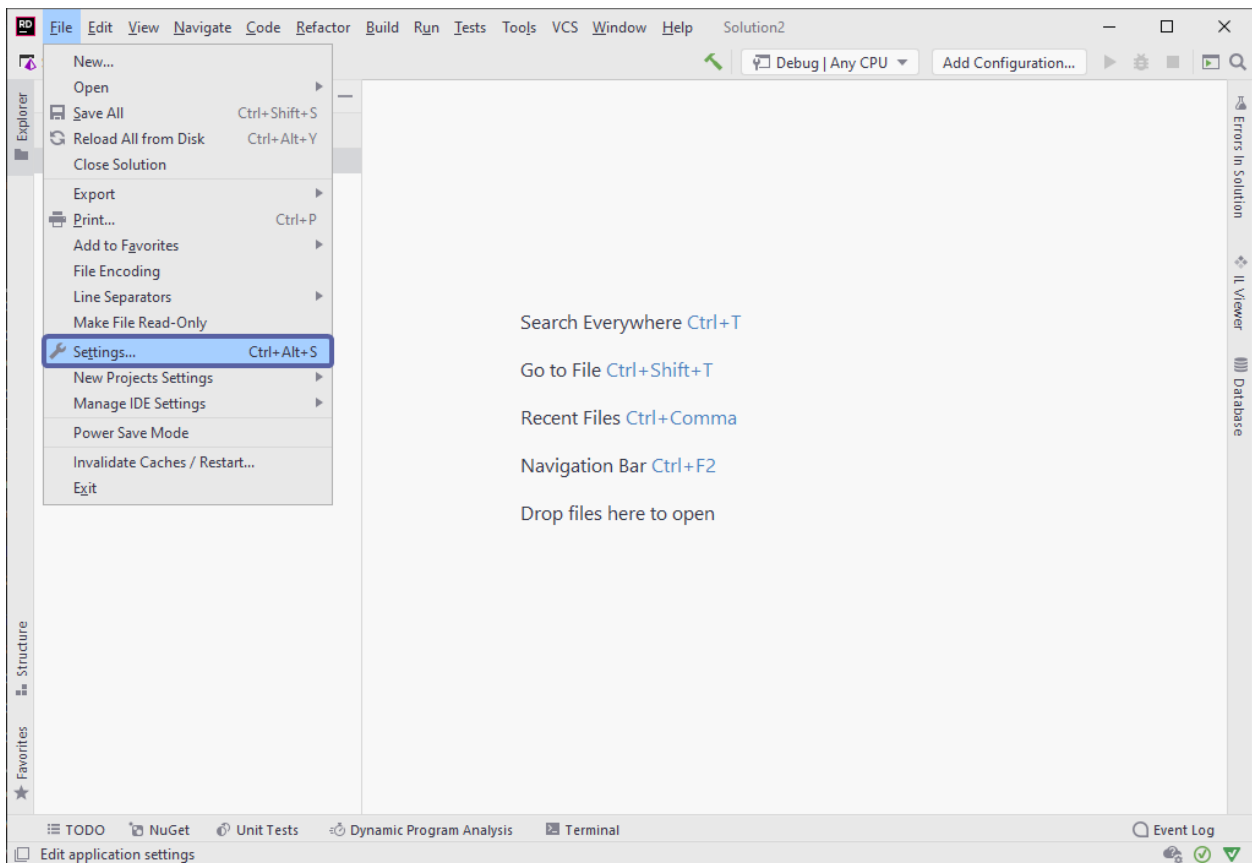 RD File Edit View Navigate Code Refactor Build Run Tests Tools VCS Window Help Solution2
Debug | Any CPU Add Configuration...
New...
Open
Save All Ctrl+Shift+S
Reload All from Disk Ctrl+Alt+Y
Close Solution
Export
Print... Ctrl+P
Add to Favorites
File Encoding
Line Separators
Make File Read-Only
Settings... Ctrl+Alt+S
New Projects Settings
Manage IDE Settings
Power Save Mode
Invalidate Caches / Restart...
Exit
Explorer
Structure
Favorites
Search Everywhere Ctrl+T
Go to File Ctrl+Shift+T
Recent Files Ctrl+Comma
Navigation Bar Ctrl+F2
Drop files here to open
Errors In Solution
IL Viewer
Database
TODO NuGet Unit Tests Dynamic Program Analysis Terminal Event Log
Edit application settings